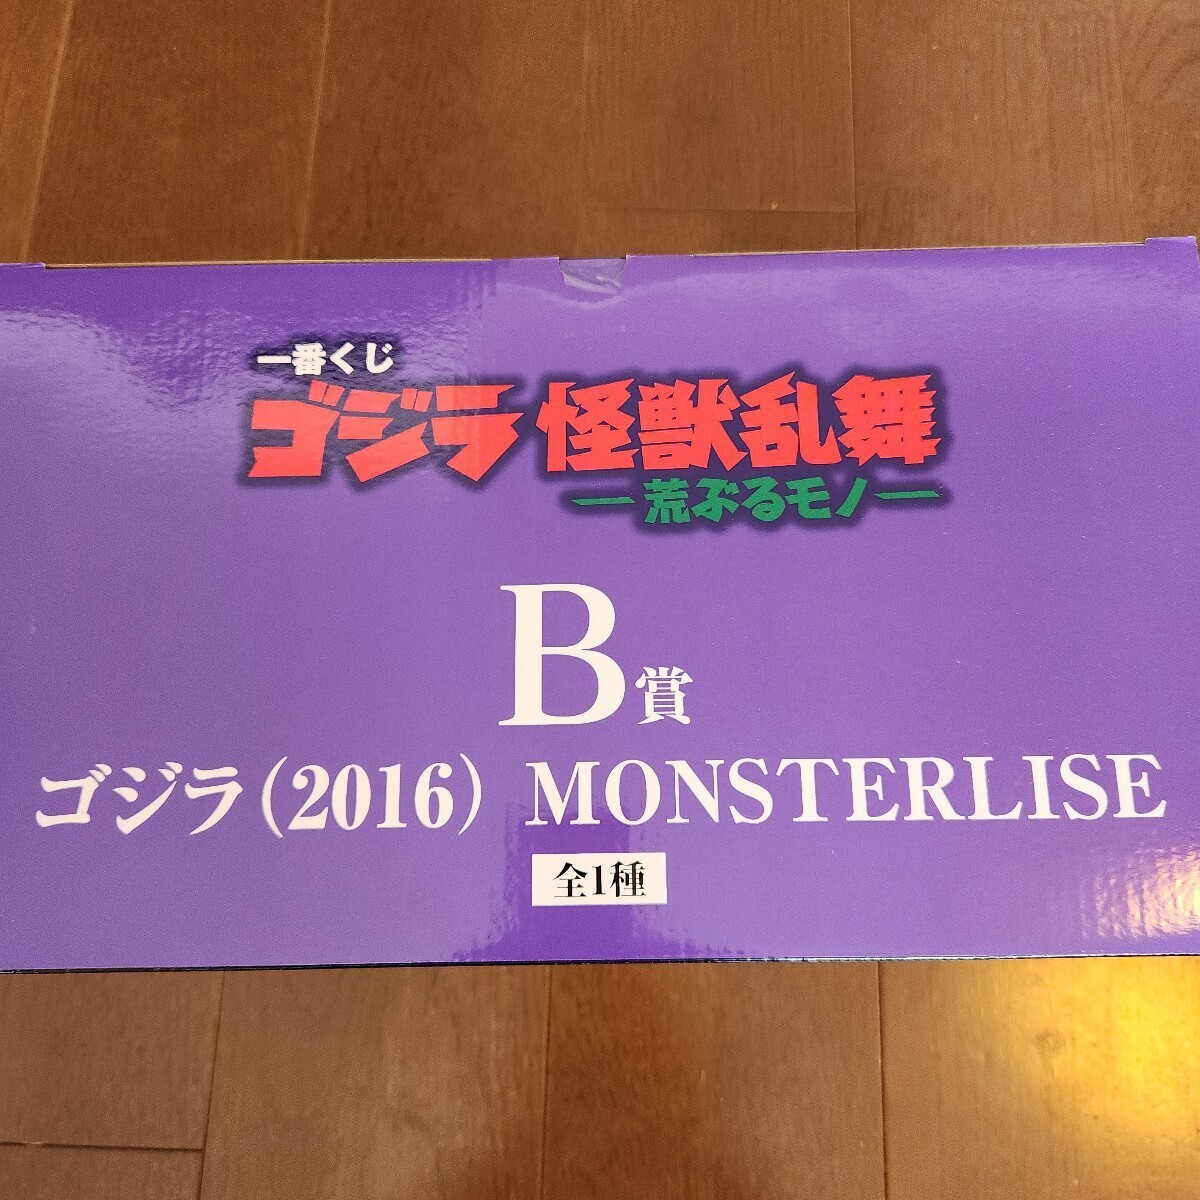 一番くじ
ゴジラ 怪獣乱舞
―荒ぶるモノ―
B賞
ゴジラ(2016) MONSTERLISE
全1種